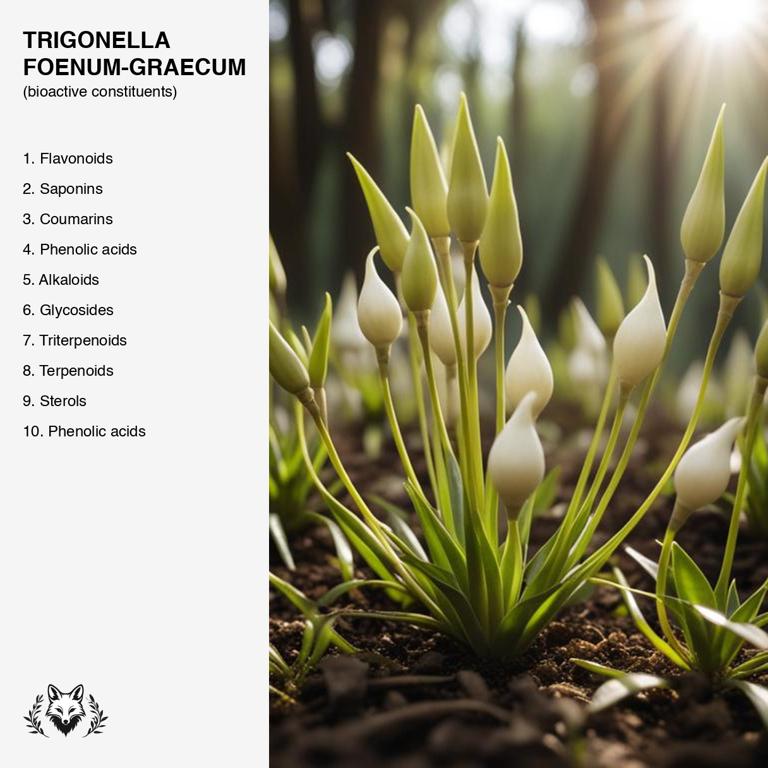 TRIGONELLA
FOENUM-GRAECUM
(bioactive constituents)
1. Flavonoids
2. Saponins
3. Coumarins
4. Phenolic acids
5. Alkaloids
6. Glycosides
7. Triterpenoids
8. Terpenoids
9. Sterols
10. Phenolic acids